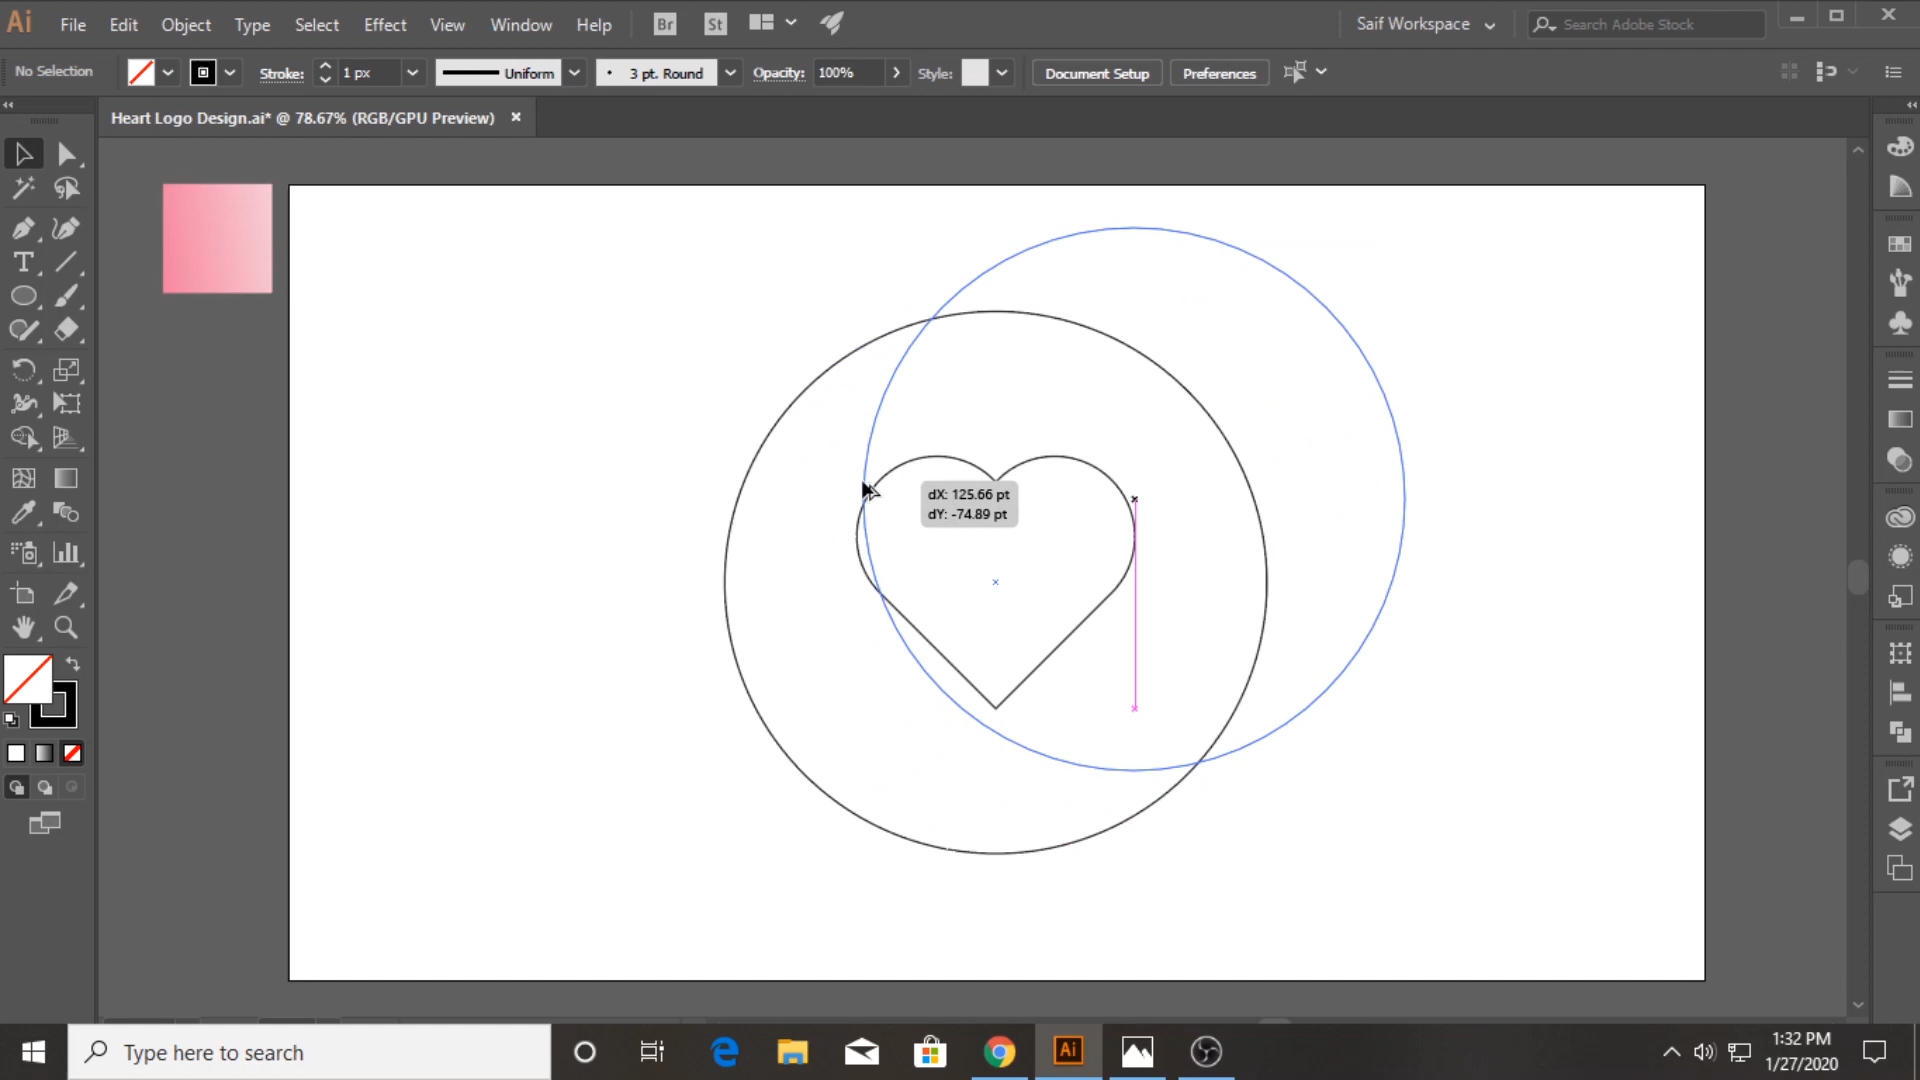 Ai File Edit Object Type Select Effect View Window Help Br St Saif Workspace Search Adobe Stock
No Selection Stroke: 1 px Uniform 3 pt. Round Opacity: 100% Style: Document Setup Preferences
Heart Logo Design.ai* @ 78.67% (RGB/GPU Preview)
dX: 125.66 pt
dY: -74.89 pt
Type here to search
Ai
1:32 PM
1/27/2020